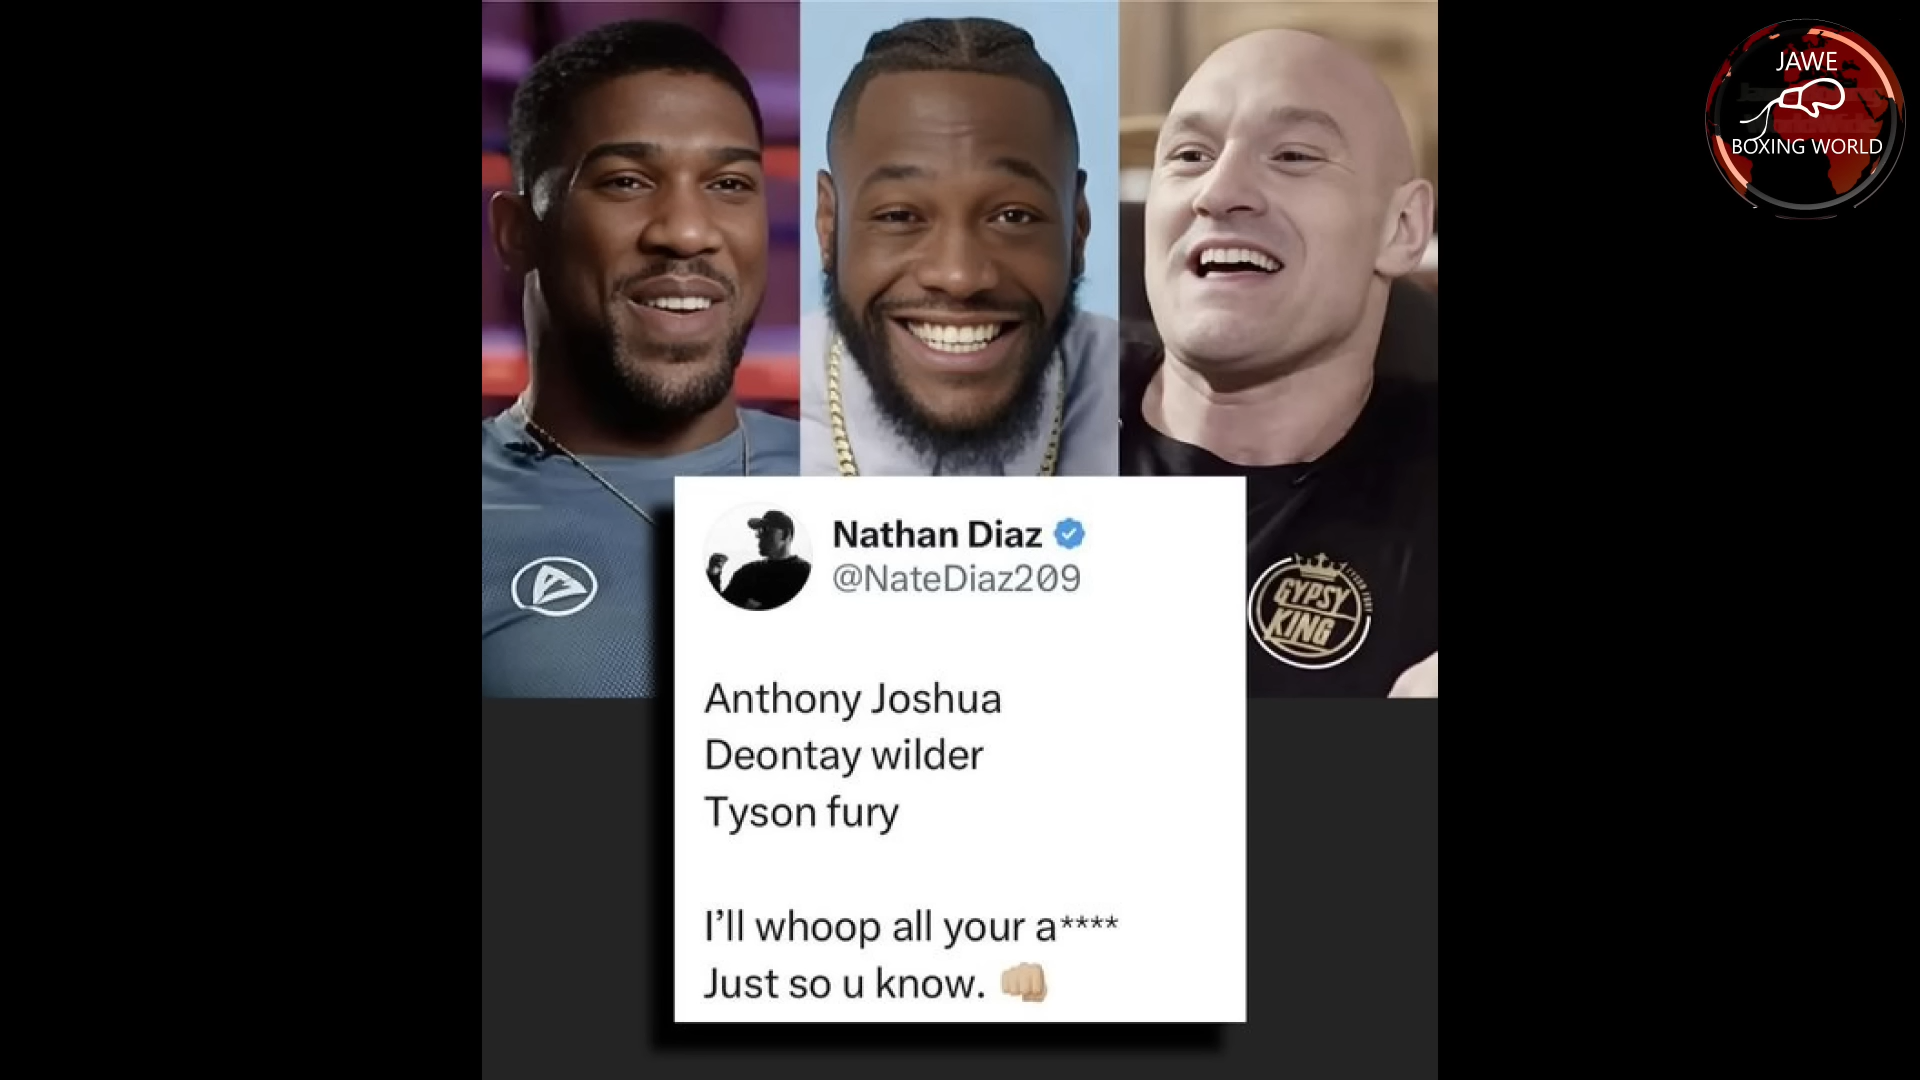 JAWE
BOXING WORLD
GYPSY
KING
Nathan Diaz
@NateDiaz209
Anthony Joshua
Deontay wilder
Tyson fury
I’ll whoop all your a****
Just so u know. 👊🏼